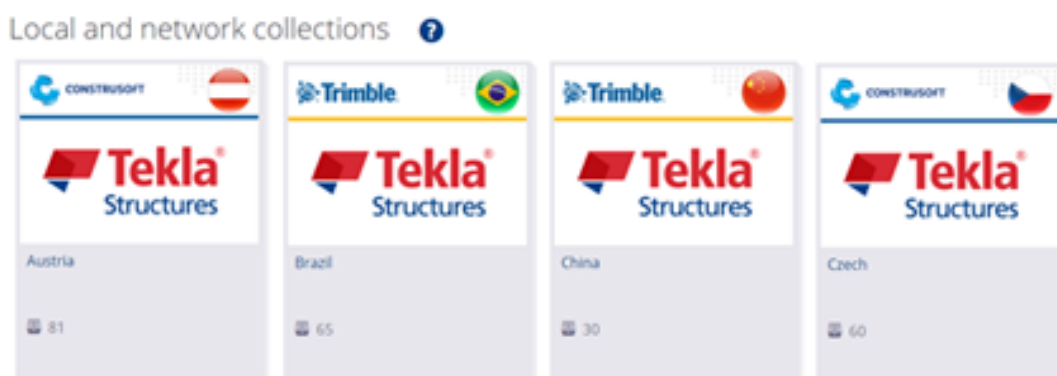 Local and network collections ?
CONSTRUSOFT
Tekla®
Structures
Austria
81
Trimble.
Tekla®
Structures
Brazil
65
Trimble.
Tekla®
Structures
China
30
CONSTRUSOFT
Tekla®
Structures
Czech
60